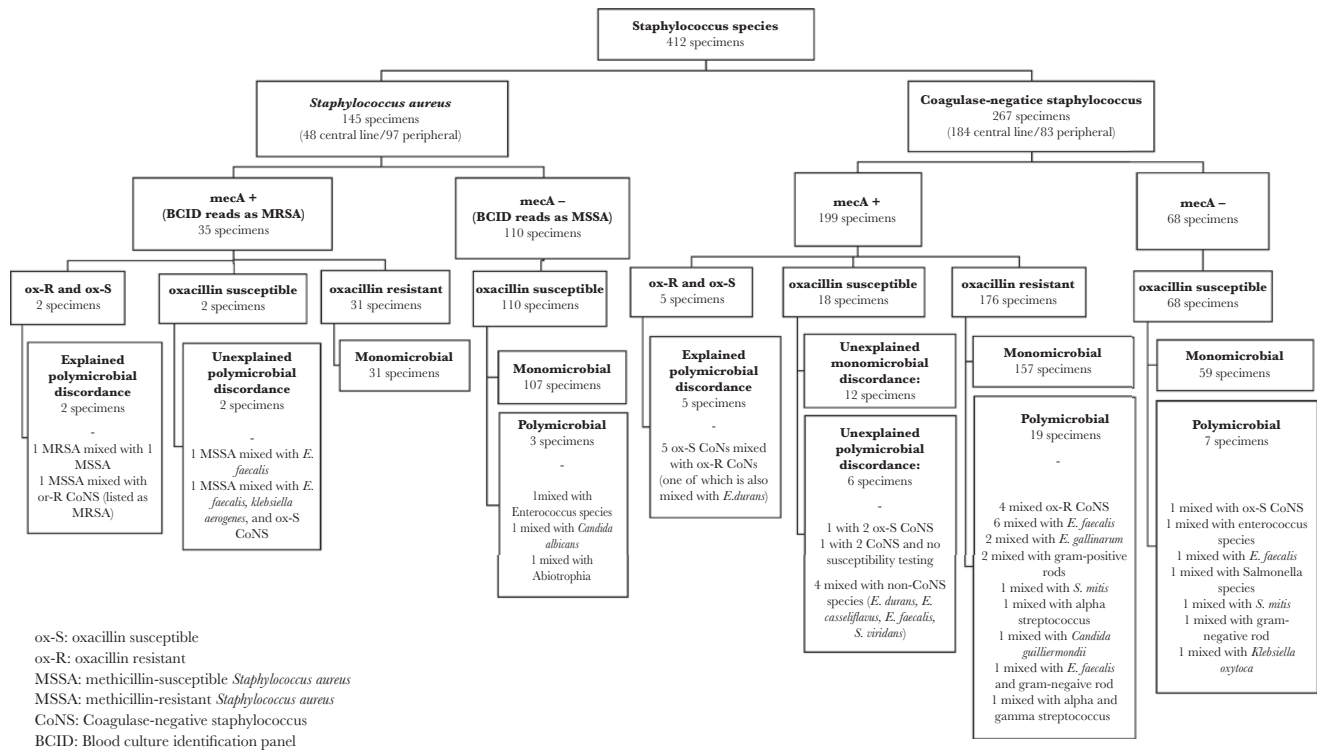 Staphylococcus species
412 specimens
Staphylococcus aureus
145 specimens
(48 central line/97 peripheral)
Coagulase-negatice staphylococcus
267 specimens
(184 central line/83 peripheral)
mecA +
(BCID reads as MRSA)
35 specimens
mecA –
(BCID reads as MSSA)
110 specimens
mecA +
199 specimens
mecA –
68 specimens
ox-R and ox-S
2 specimens
oxacillin susceptible
2 specimens
oxacillin resistant
31 specimens
oxacillin susceptible
110 specimens
ox-R and ox-S
5 specimens
oxacillin susceptible
18 specimens
oxacillin resistant
176 specimens
oxacillin susceptible
68 specimens
Explained
polymicrobial
discordance
2 specimens
-
1 MRSA mixed with 1
MSSA
1 MSSA mixed with
or-R CoNS (listed as
MRSA)
Unexplained
polymicrobial
discordance
2 specimens
-
1 MSSA mixed with E.
faecalis
1 MSSA mixed with E.
faecalis, klebsiella
aerogenes, and ox-S
CoNS
Monomicrobial
31 specimens
Monomicrobial
107 specimens
Polymicrobial
3 specimens
-
1mixed with
Enterococcus species
1 mixed with Candida
albicans
1 mixed with
Abiotrophia
Explained
polymicrobial
discordance
5 specimens
-
5 ox-S CoNs mixed
with ox-R CoNs
(one of which is also
mixed with E.durans)
Unexplained
monomicrobial
discordance:
12 specimens
Unexplained
polymicrobial
discordance:
6 specimens
-
1 with 2 ox-S CoNS
1 with 2 CoNS and no
susceptibility testing
4 mixed with non-CoNS
species (E. durans, E.
casseliflavus, E. faecalis,
S. viridans)
Monomicrobial
157 specimens
Polymicrobial
19 specimens
-
4 mixed ox-R CoNS
6 mixed with E. faecalis
2 mixed with E. gallinarum
2 mixed with gram-positive
rods
1 mixed with S. mitis
1 mixed with alpha
streptococcus
1 mixed with Candida
guilliermondii
1 mixed with E. faecalis
and gram-negaive rod
1 mixed with alpha and
gamma streptococcus
Monomicrobial
59 specimens
Polymicrobial
7 specimens
-
1 mixed with ox-S CoNS
1 mixed with enterococcus
species
1 mixed with E. faecalis
1 mixed with Salmonella
species
1 mixed with S. mitis
1 mixed with gram-
negative rod
1 mixed with Klebsiella
oxytoca
ox-S: oxacillin susceptible
ox-R: oxacillin resistant
MSSA: methicillin-susceptible Staphylococcus aureus
MSSA: methicillin-resistant Staphylococcus aureus
CoNS: Coagulase-negative staphylococcus
BCID: Blood culture identification panel